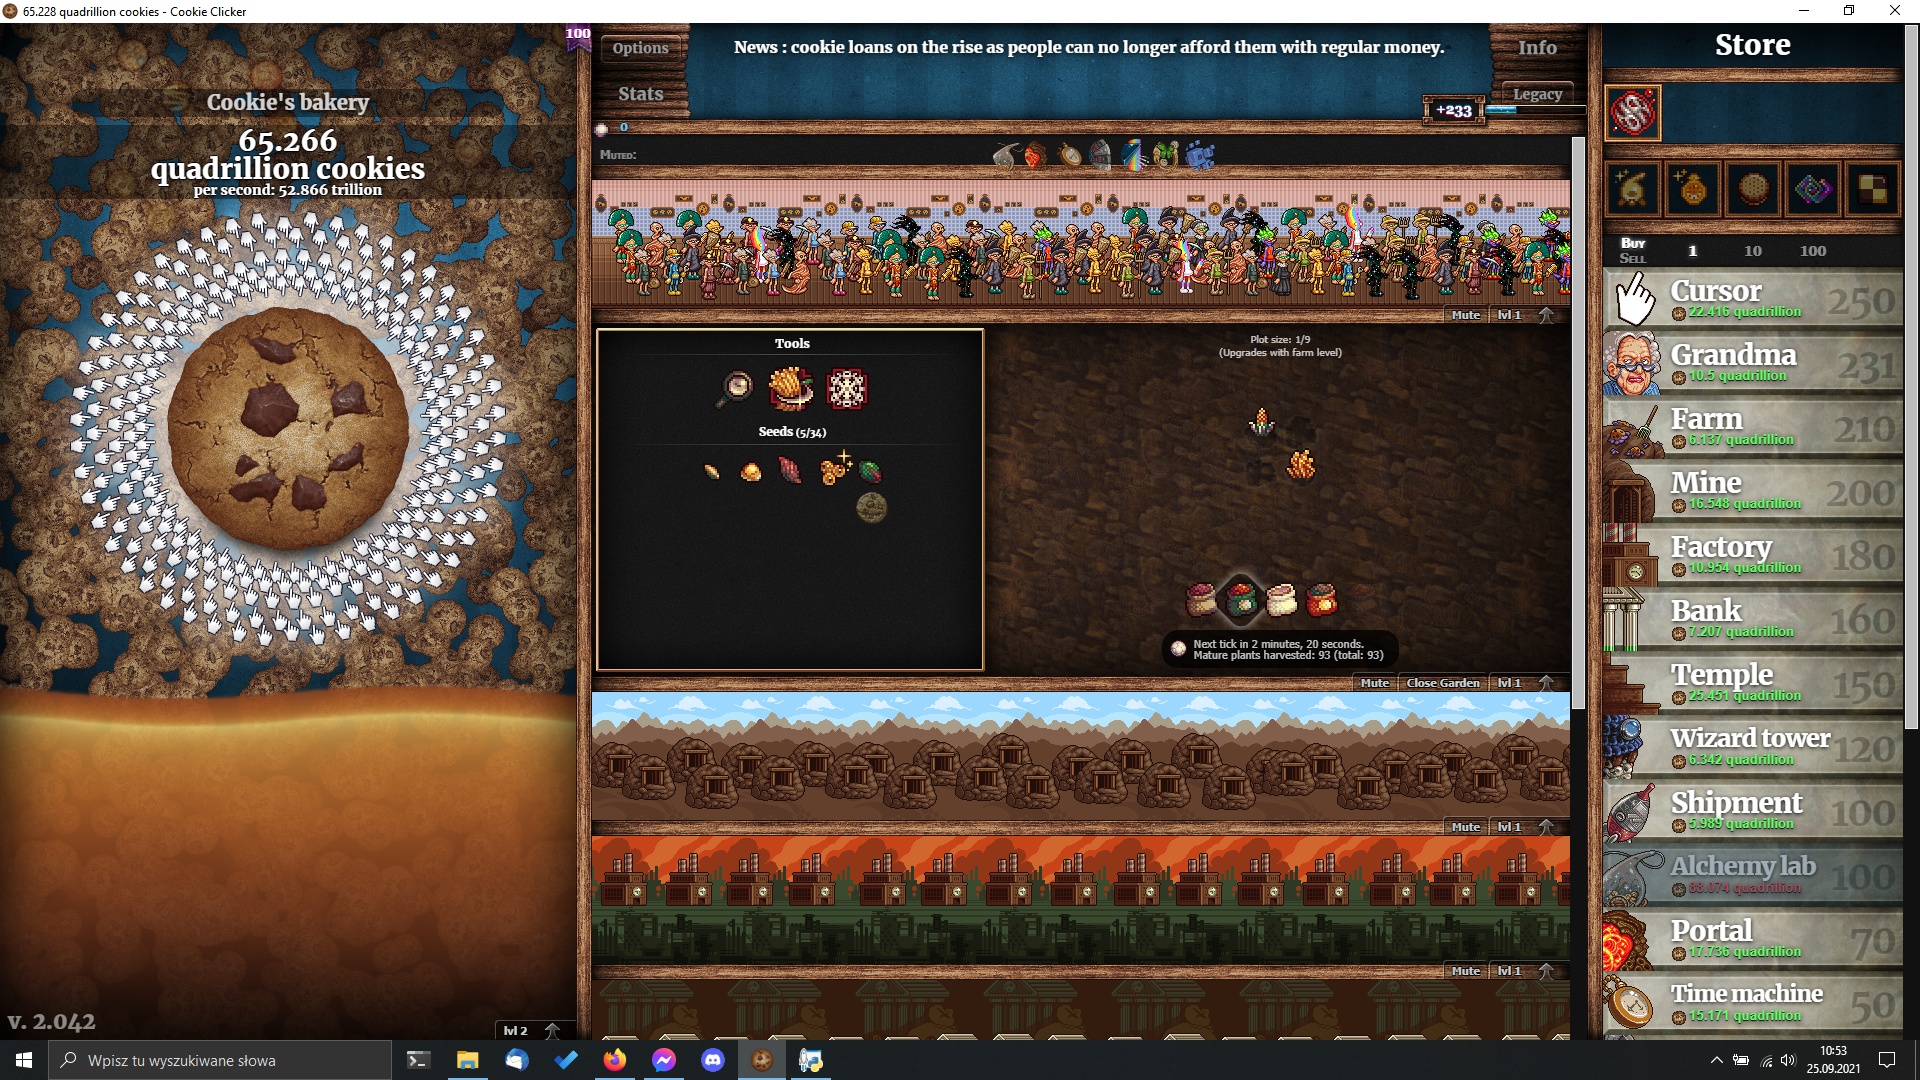 65.228 quadrillion cookies - Cookie Clicker
100
Options
Stats
News : cookie loans on the rise as people can no longer afford them with regular money.
Info
Legacy
+233
0
Muted:
Cookie's bakery
65.266
quadrillion cookies
per second: 52.866 trillion
v. 2.042
lvl 2
Mute
lvl 1
Tools
Seeds (5/34)
Plot size: 1/9
(Upgrades with farm level)
Next tick in 2 minutes, 20 seconds.
Mature plants harvested: 93 (total: 93)
Mute
Close Garden
lvl 1
Mute
lvl 1
Mute
lvl 1
Store
Buy
Sell
1
10
100
Cursor
22.416 quadrillion
250
Grandma
10.5 quadrillion
231
Farm
6.137 quadrillion
210
Mine
16.548 quadrillion
200
Factory
10.954 quadrillion
180
Bank
7.207 quadrillion
160
Temple
25.451 quadrillion
150
Wizard tower
6.342 quadrillion
120
Shipment
5.989 quadrillion
100
Alchemy lab
88.074 quadrillion
100
Portal
17.736 quadrillion
70
Time machine
15.171 quadrillion
50
Wpisz tu wyszukiwane słowa
10:53
25.09.2021